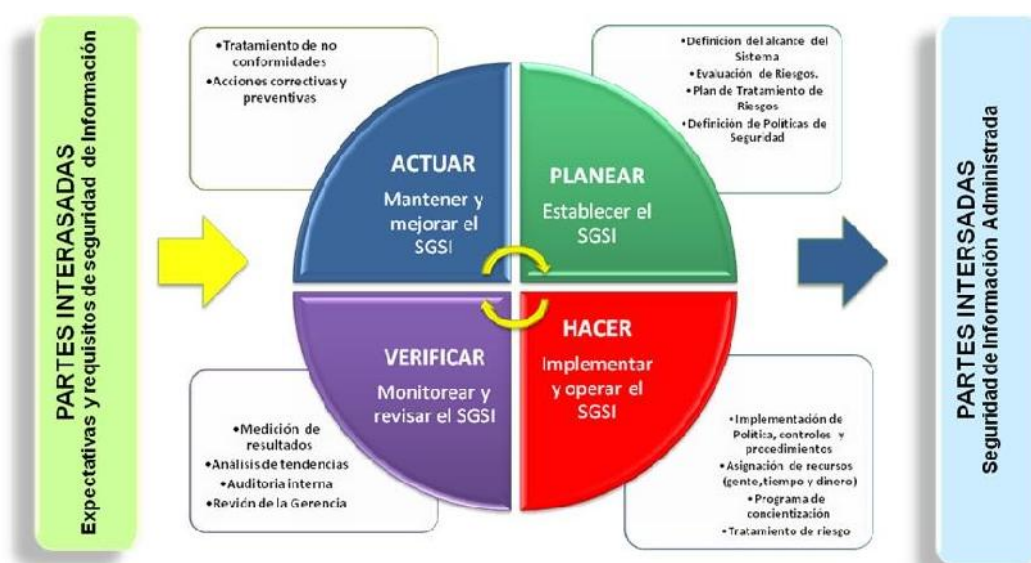 PARTES INTERASADAS
Expectativas y requisitos de seguridad de Información
•Tratamiento de no
conformidades
•Acciones correctivas y
preventivas
ACTUAR
Mantener y
mejorar el
SGSI
•Definición del alcance del
Sistema
•Evaluación de Riesgos.
•Plan de Tratamiento de
Riesgos
•Definición de Políticas de
Seguridad
PLANEAR
Establecer el
SGSI
VERIFICAR
Monitorear y
revisar el SGSI
•Medición de
resultados
•Análisis de tendencias
•Auditoria interna
•Revión de la Gerencia
HACER
Implementar
y operar el
SGSI
•Implementación de
Política, controles y
procedimientos
•Asignación de recursos
(gente,tiempo y dinero)
•Programa de
concientización
•Tratamiento de riesgo
PARTES INTERSADAS
Seguridad de Información Administrada